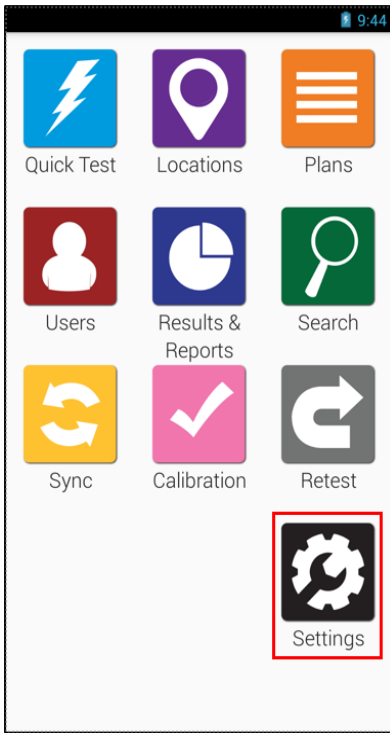 9:44
Quick Test
Locations
Plans
Users
Results &
Reports
Search
Sync
Calibration
Retest
Settings